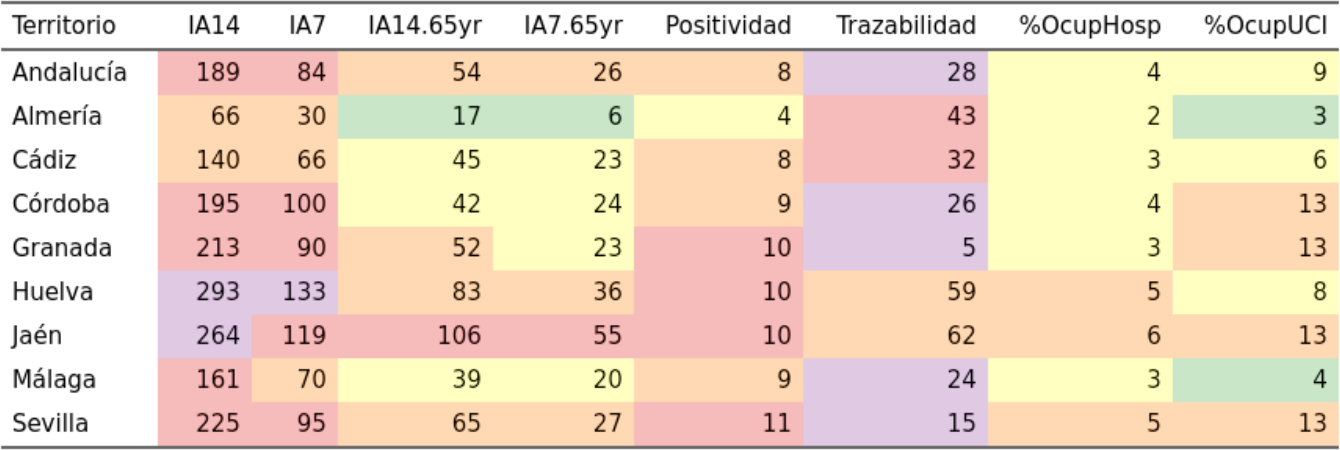 Territorio IA14 IA7 IA14.65yr IA7.65yr Positividad Trazabilidad %OcupHosp %OcupUCI
Andalucía 189 84 54 26 8 28 4 9
Almería 66 30 17 6 4 43 2 3
Cádiz 140 66 45 23 8 32 3 6
Córdoba 195 100 42 24 9 26 4 13
Granada 213 90 52 23 10 5 3 13
Huelva 293 133 83 36 10 59 5 8
Jaén 264 119 106 55 10 62 6 13
Málaga 161 70 39 20 9 24 3 4
Sevilla 225 95 65 27 11 15 5 13